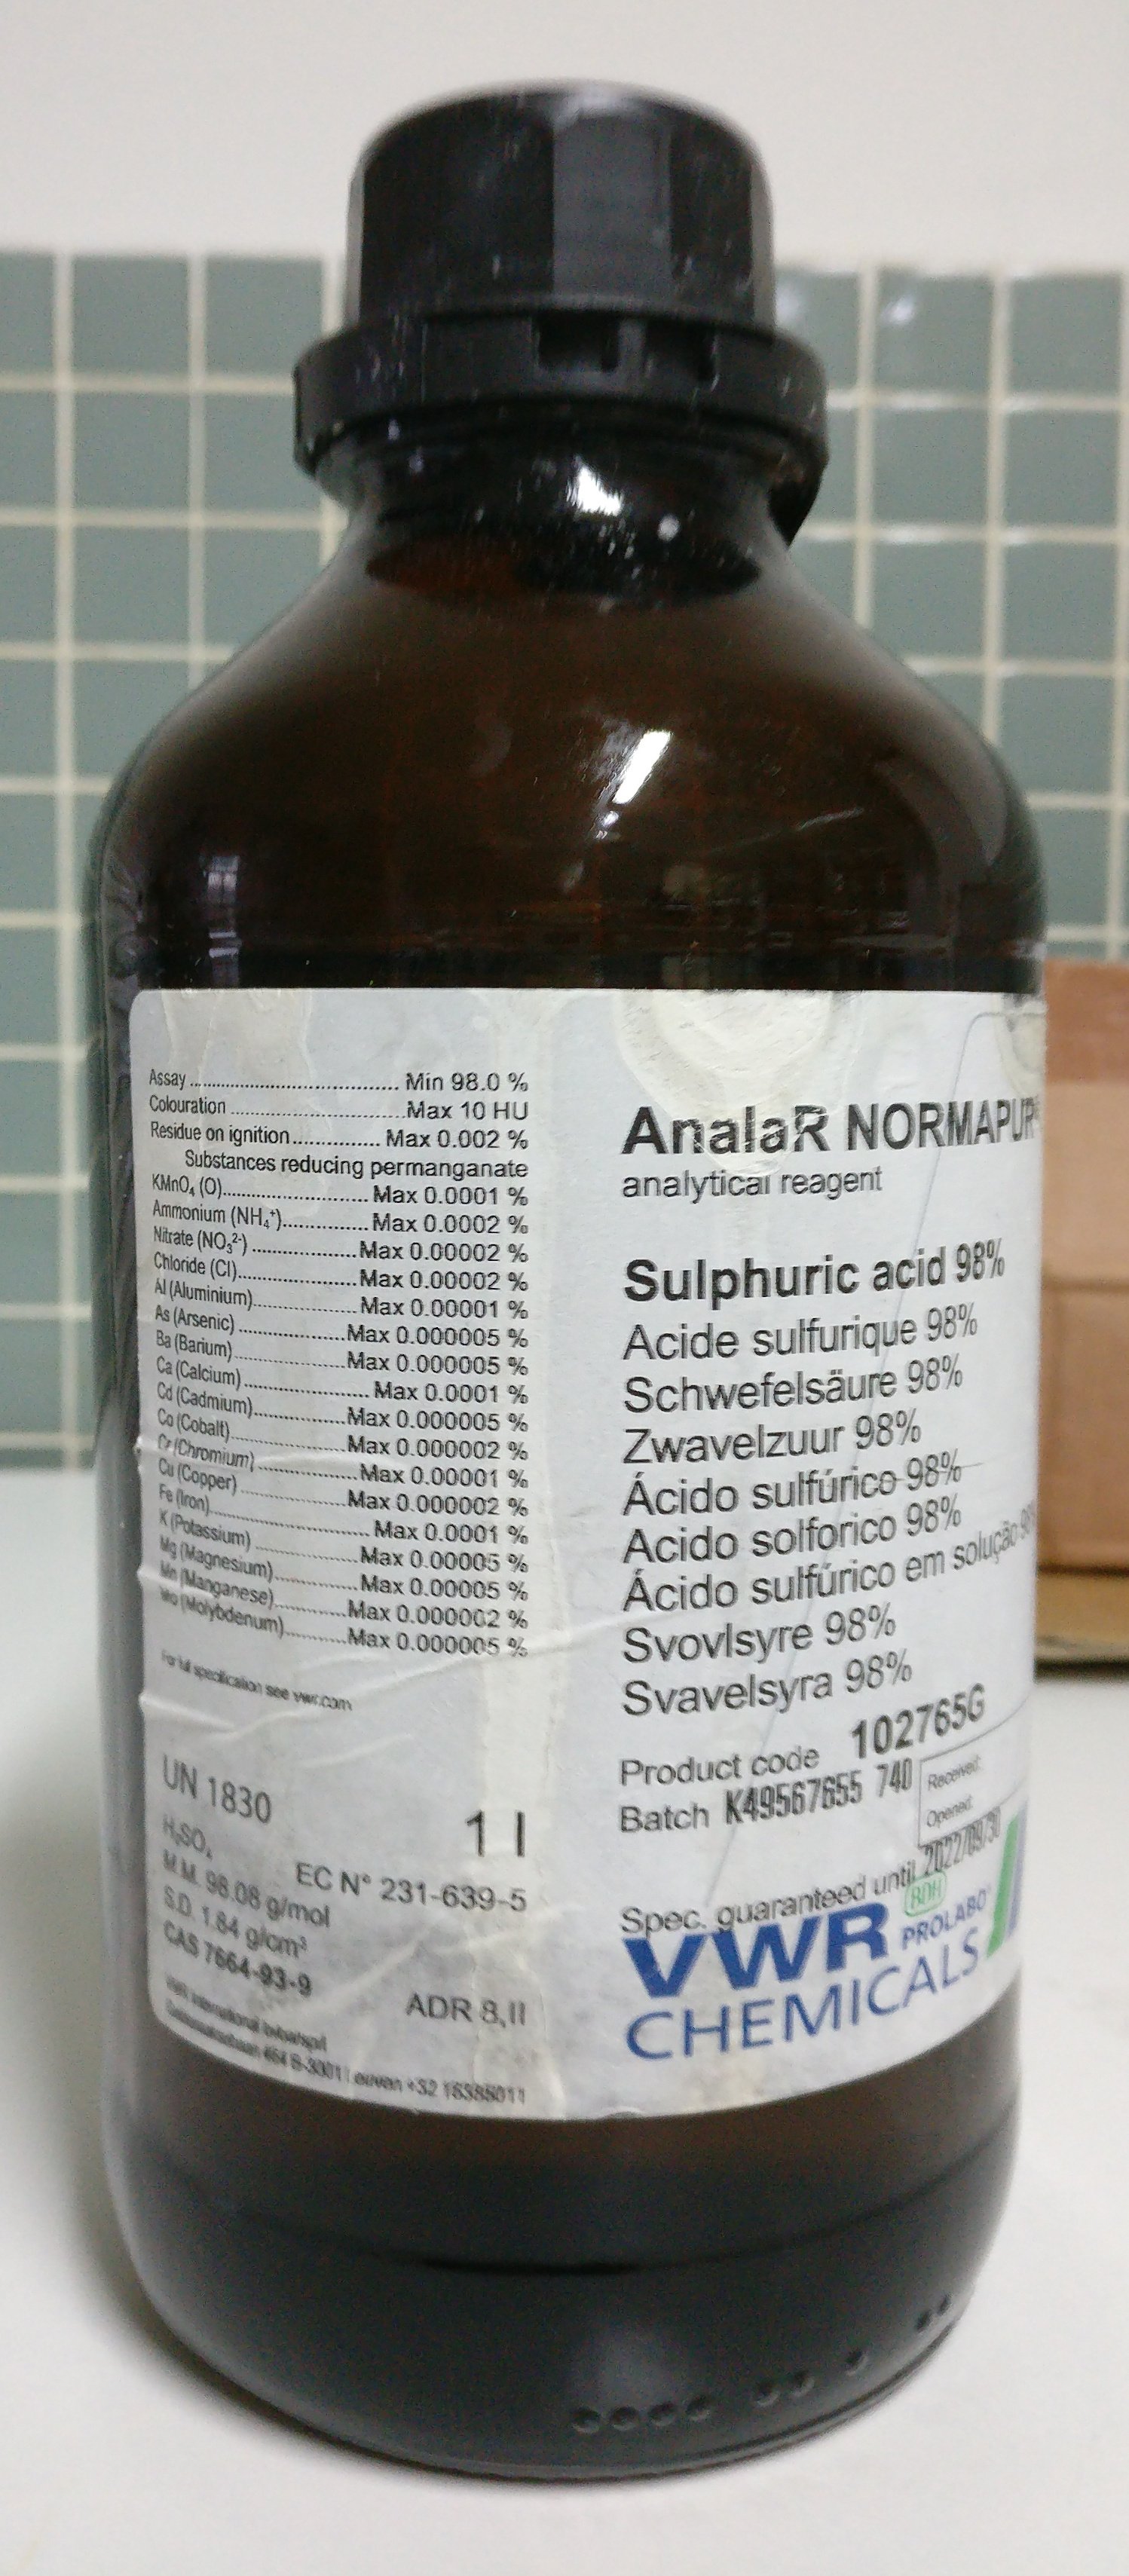 Assay ........ Min 98.0 %
Colouration ........ Max 10 HU
Residue on ignition ........ Max 0.002 %
Substances reducing permanganate
KMnO₄ (O) ........ Max 0.0001 %
Ammonium (NH₄⁺) ........ Max 0.0002 %
Nitrate (NO₃²⁻) ........ Max 0.00002 %
Chloride (Cl) ........ Max 0.00002 %
Al (Aluminium) ........ Max 0.00001 %
As (Arsenic) ........ Max 0.000005 %
Ba (Barium) ........ Max 0.000005 %
Ca (Calcium) ........ Max 0.0001 %
Cd (Cadmium) ........ Max 0.000005 %
Co (Cobalt) ........ Max 0.000002 %
Cr (Chromium) ........ Max 0.00001 %
Cu (Copper) ........ Max 0.000002 %
Fe (Iron) ........ Max 0.0001 %
K (Potassium) ........ Max 0.00005 %
Mg (Magnesium) ........ Max 0.00005 %
Mn (Manganese) ........ Max 0.000002 %
Mo (Molybdenum) ........ Max 0.000005 %
For full specification see vwr.com
UN 1830
1 l
H₂SO₄
EC N° 231-639-5
M.M. 98.08 g/mol
S.D. 1.84 g/cm³
CAS 7664-93-9
ADR 8,II
VWR International
464 B-3001 Leuven +32 16385011
AnalaR NORMAPUR
analytical reagent
Sulphuric acid 98%
Acide sulfurique 98%
Schwefelsäure 98%
Zwavelzuur 98%
Ácido sulfúrico 98%
Acido solforico 98%
Ácido sulfúrico em solução
Svovlsyre 98%
Svavelsyra 98%
Product code 102765G
Batch K49567655 740
Received:
Opened:
Spec. guaranteed until 2022/09/30
VWR BDH PROLABO
CHEMICALS